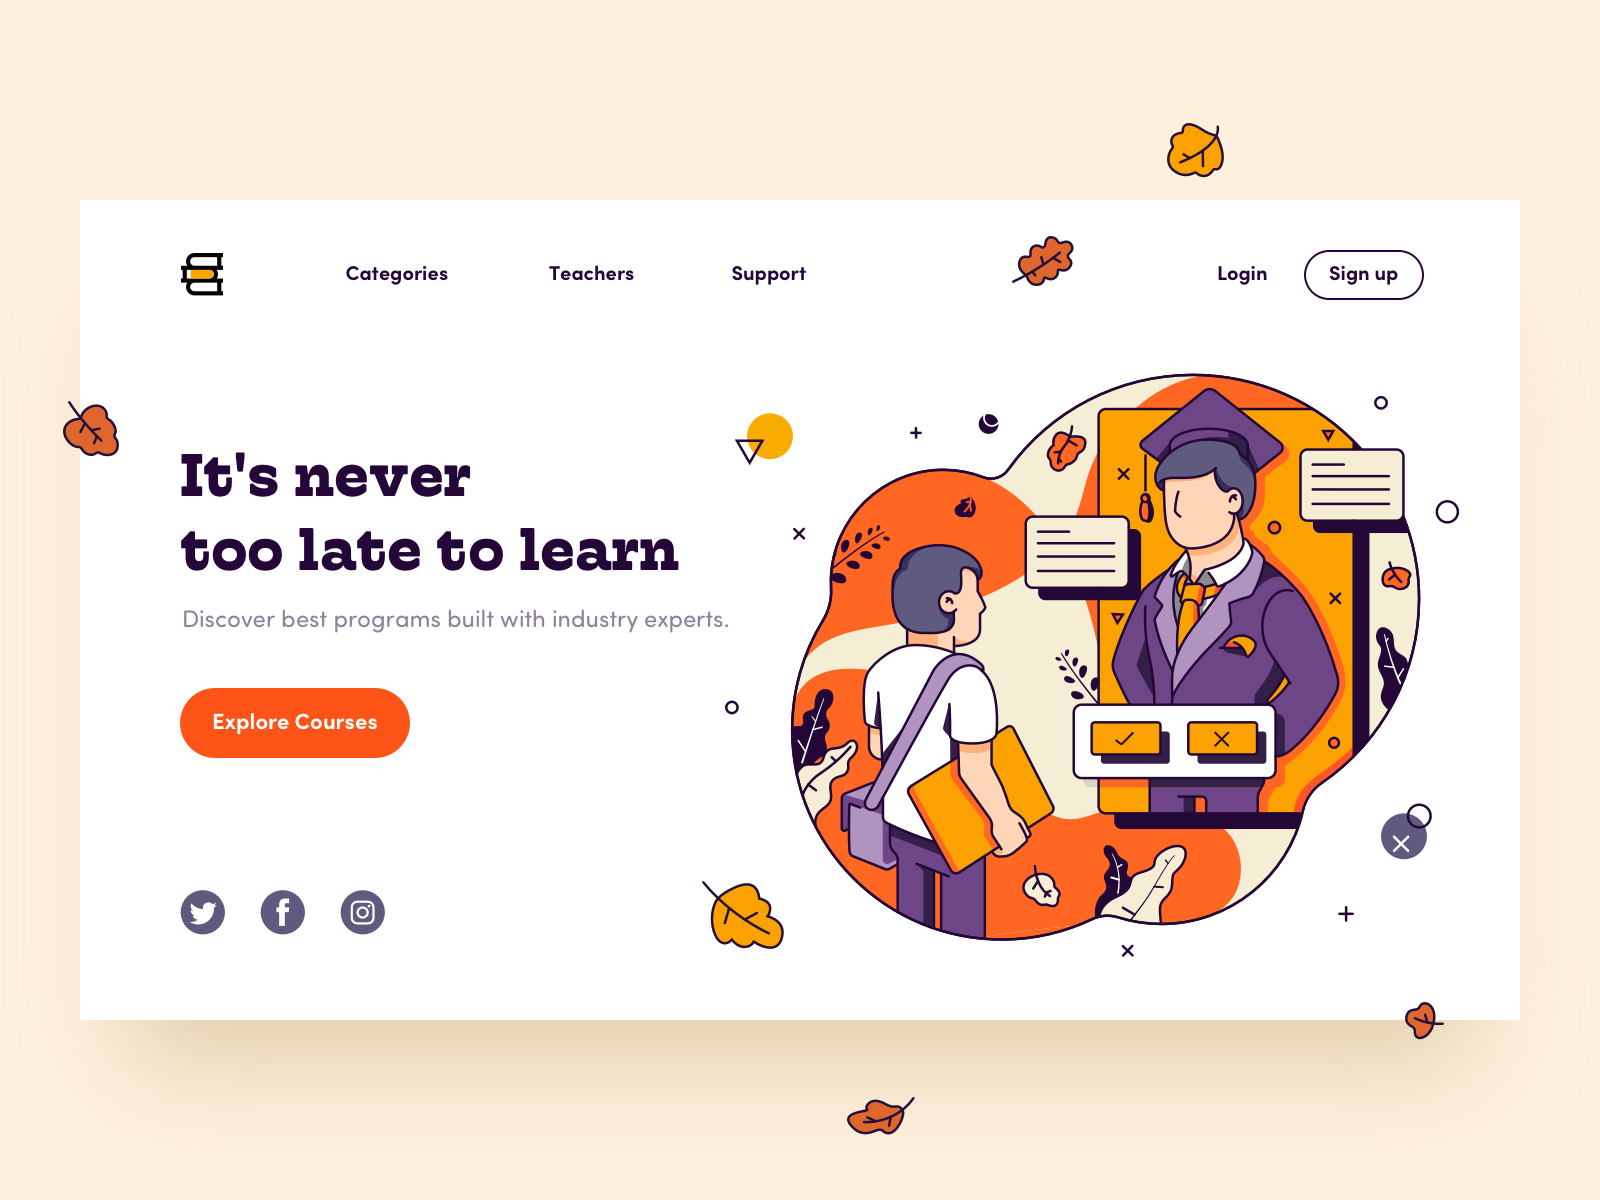 Categories
Teachers
Support
Login
Sign up
It's never
too late to learn
Discover best programs built with industry experts.
Explore Courses